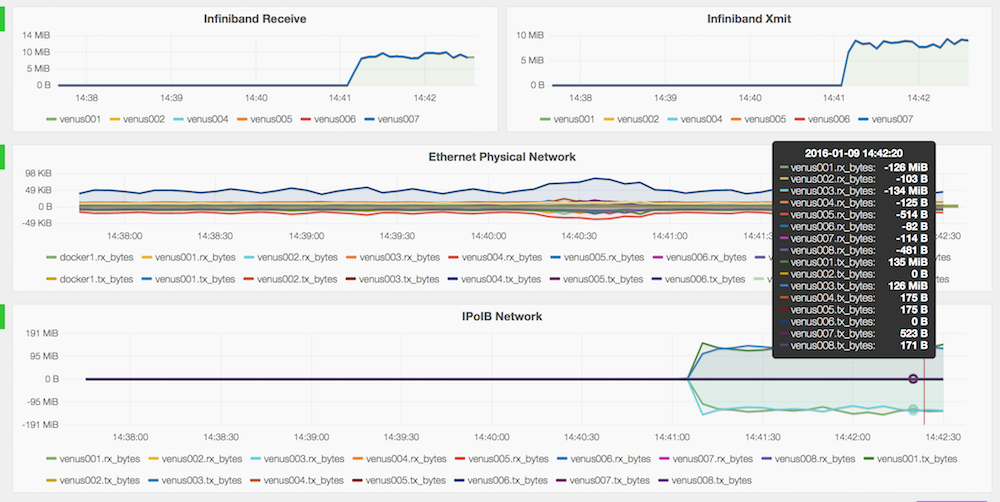 Infiniband Receive
14 MiB
10 MiB
5 MiB
0 B
14:38 14:39 14:40 14:41 14:42
venus001 venus002 venus004 venus005 venus006 venus007
Infiniband Xmit
10 MiB
5 MiB
0 B
14:38 14:39 14:40 14:41 14:42
venus001 venus002 venus004 venus005 venus006 venus007
Ethernet Physical Network
98 KiB
49 KiB
0 B
-49 KiB
14:38:00 14:38:30 14:39:00 14:39:30 14:40:00 14:40:30 14:41:00 14:42:30
docker1.rx_bytes venus001.rx_bytes venus002.rx_bytes venus003.rx_bytes venus004.rx_bytes venus005.rx_bytes venus006.rx_bytes
docker1.tx_bytes venus001.tx_bytes venus002.tx_bytes venus003.tx_bytes venus004.tx_bytes venus005.tx_bytes venus006.tx_bytes
2016-01-09 14:42:20
venus001.rx_bytes: -126 MiB
venus002.rx_bytes: -103 B
venus003.rx_bytes: -134 MiB
venus004.rx_bytes: -125 B
venus005.rx_bytes: -514 B
venus006.rx_bytes: -82 B
venus007.rx_bytes: -114 B
venus008.rx_bytes: -481 B
venus001.tx_bytes: 135 MiB
venus002.tx_bytes: 0 B
venus003.tx_bytes: 126 MiB
venus004.tx_bytes: 175 B
venus005.tx_bytes: 175 B
venus006.tx_bytes: 0 B
venus007.tx_bytes: 523 B
venus008.tx_bytes: 171 B
IPoIB Network
191 MiB
95 MiB
0 B
-95 MiB
-191 MiB
14:38:00 14:38:30 14:39:00 14:39:30 14:40:00 14:40:30 14:41:00 14:41:30 14:42:00 14:42:30
venus001.rx_bytes venus002.rx_bytes venus003.rx_bytes venus004.rx_bytes venus005.rx_bytes venus006.rx_bytes venus007.rx_bytes venus008.rx_bytes venus001.tx_bytes
venus002.tx_bytes venus003.tx_bytes venus004.tx_bytes venus005.tx_bytes venus006.tx_bytes venus007.tx_bytes venus008.tx_bytes